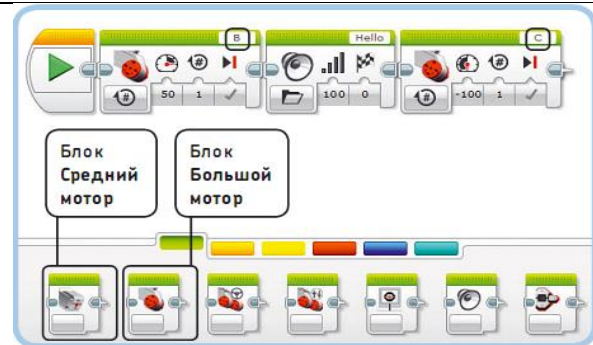 B
Hello
C
50 1
100 0
-100 1
Блок
Средний
мотор
Блок
Большой
мотор